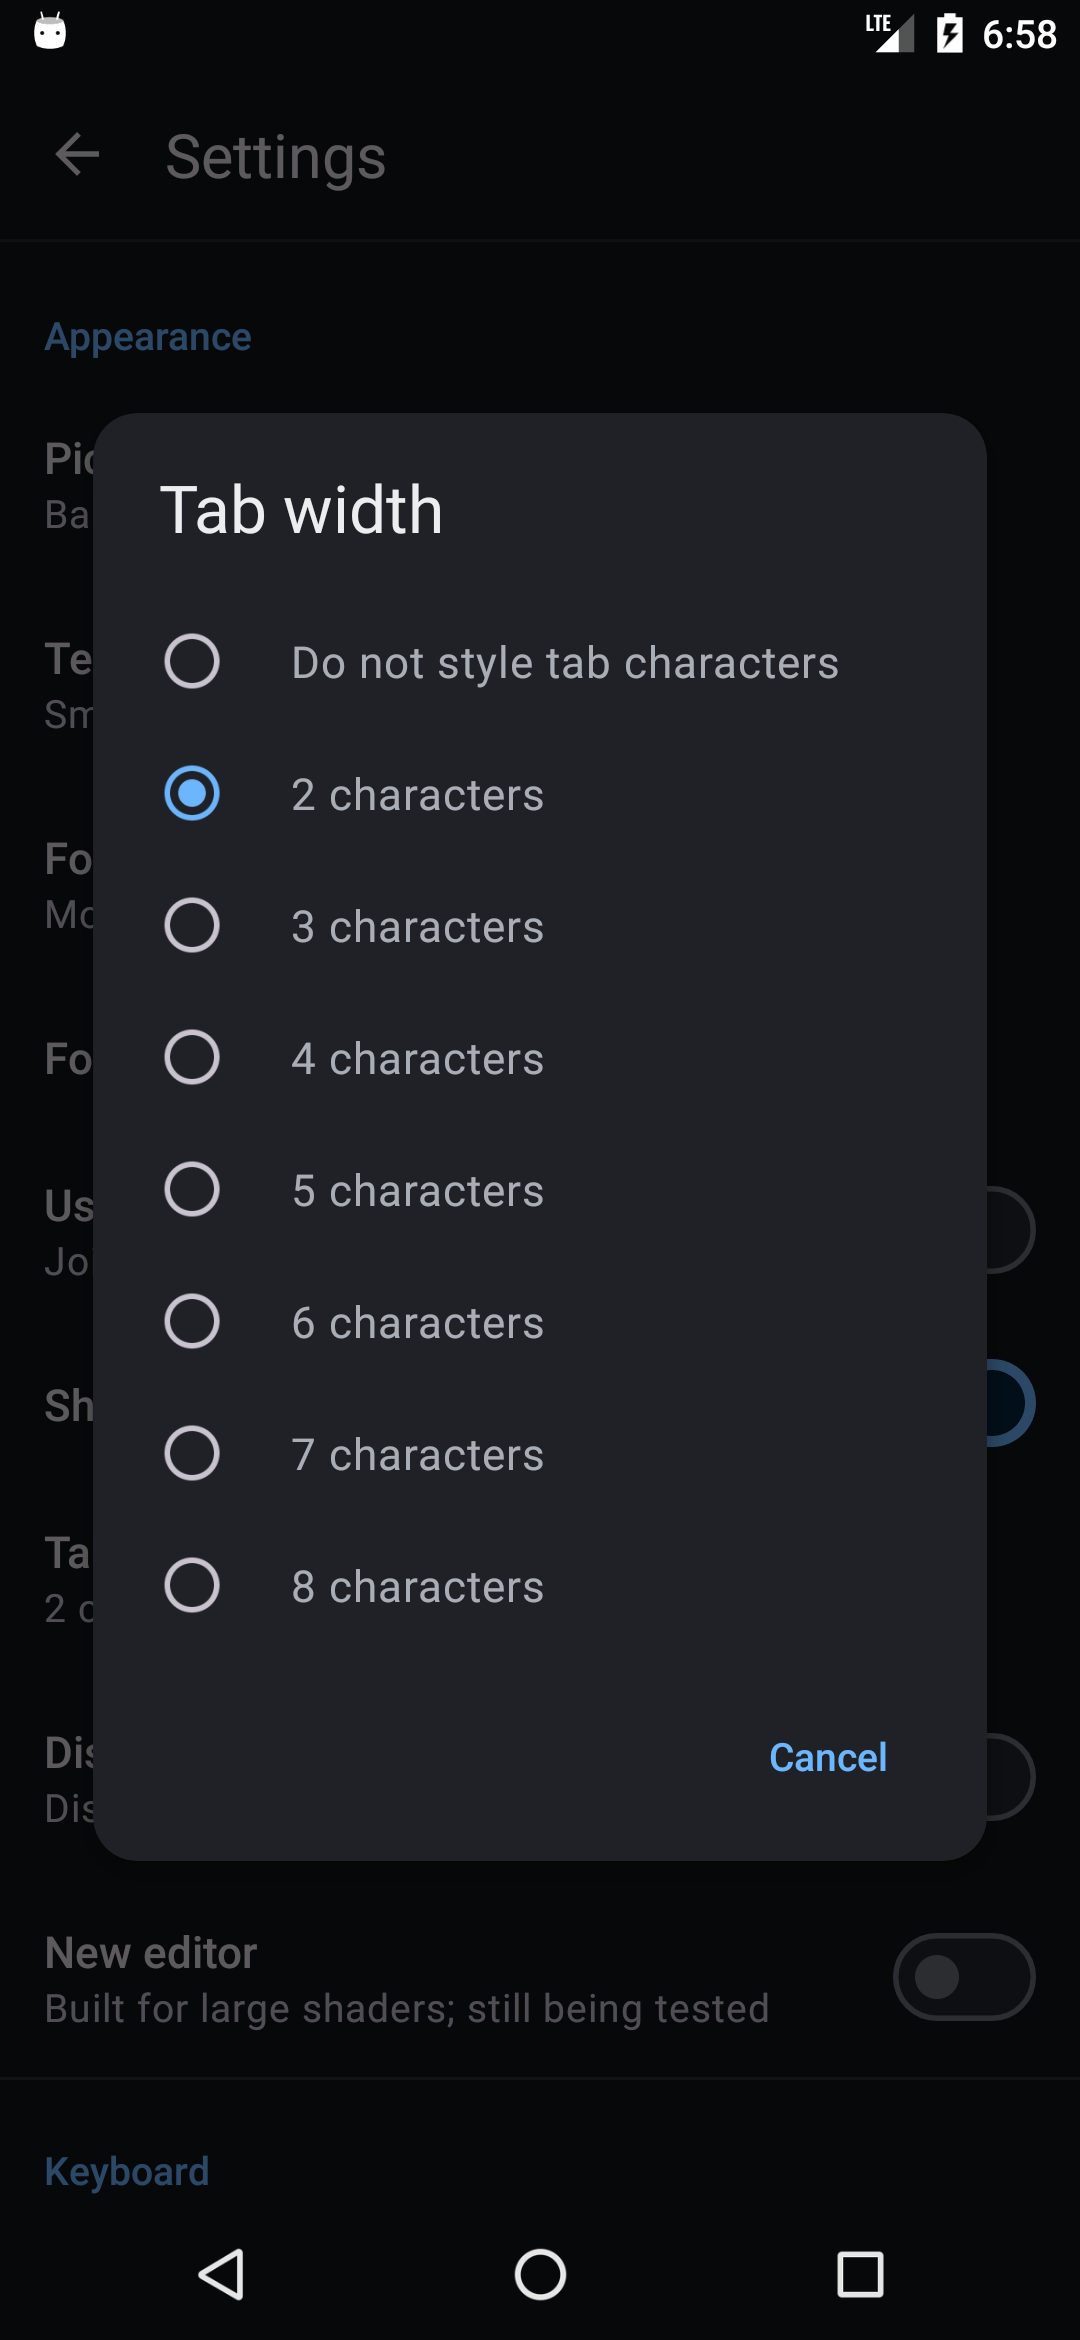 LTE 6:58
Settings
Appearance
Tab width
Do not style tab characters
2 characters
3 characters
4 characters
5 characters
6 characters
7 characters
8 characters
Cancel
New editor
Built for large shaders; still being tested
Keyboard